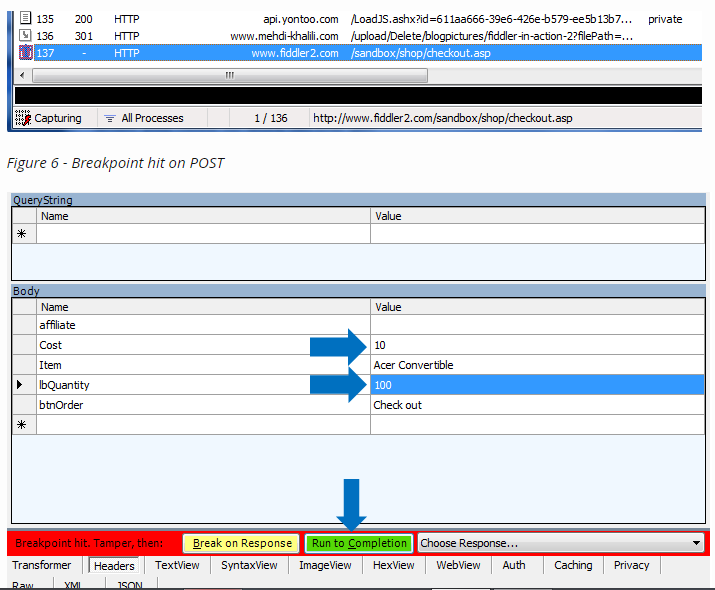 135 200 HTTP api.yontoo.com /LoadJS.ashx?id=611aa666-39e6-426e-b579-ee5b13b7... private
136 301 HTTP www.mehdi-khalili.com /upload/Delete/blogpictures/fiddler-in-action-2?filePath=...
137 - HTTP www.fiddler2.com /sandbox/shop/checkout.asp
Capturing All Processes 1 / 136 http://www.fiddler2.com/sandbox/shop/checkout.asp
Figure 6 - Breakpoint hit on POST
QueryString
Name Value
Body
Name Value
affiliate
Cost 10
Item Acer Convertible
lbQuantity 100
btnOrder Check out
Breakpoint hit. Tamper, then: Break on Response Run to Completion Choose Response...
Transformer Headers TextView SyntaxView ImageView HexView WebView Auth Caching Privacy
Raw XML JSON